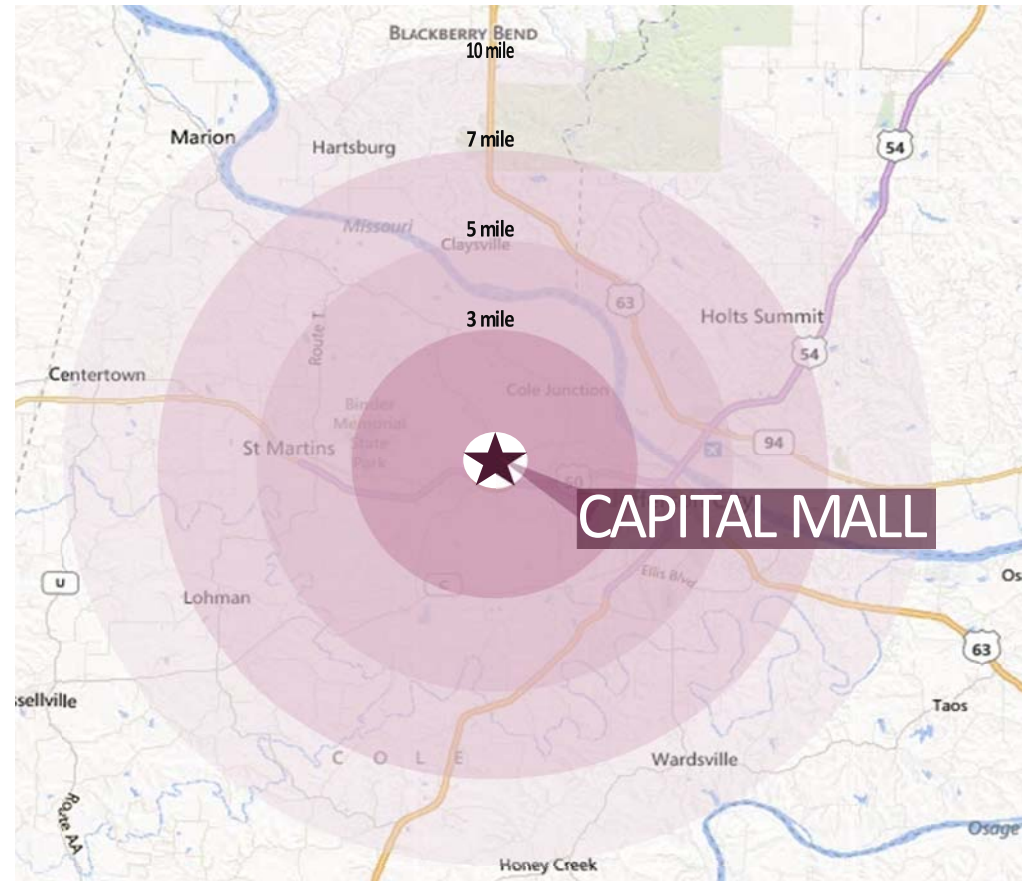 BLACKBERRY BEND
10 mile
Marion
Hartsburg
7 mile
54
Missouri
5 mile
Claysville
63
Holts Summit
3 mile
Route T
54
Centertown
Cole Junction
Binder
Memorial
State
Park
St Martins
94
50
CAPITAL MALL
U
Ellis Blvd
C
Lohman
Os
63
ssellville
Taos
COLE
Wardsville
Route AA
Osage
Honey Creek